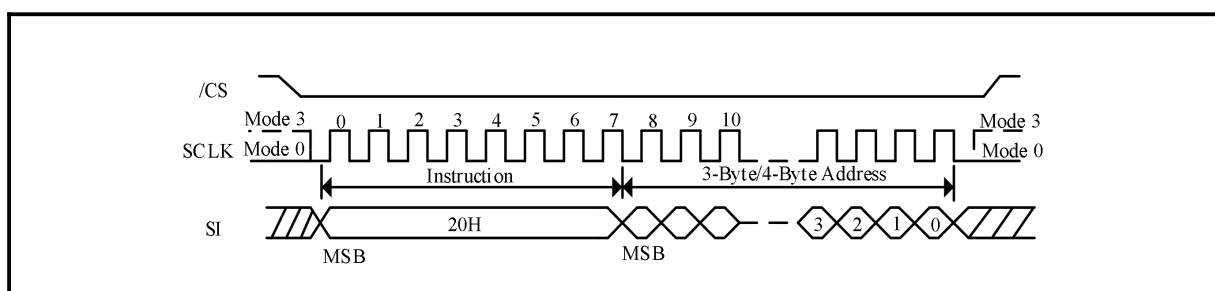 /CS
Mode 3 0 1 2 3 4 5 6 7 8 9 10 Mode 3
SCLK Mode 0 Mode 0
Instruction 3-Byte/4-Byte Address
SI 20H 3 2 1 0
MSB MSB